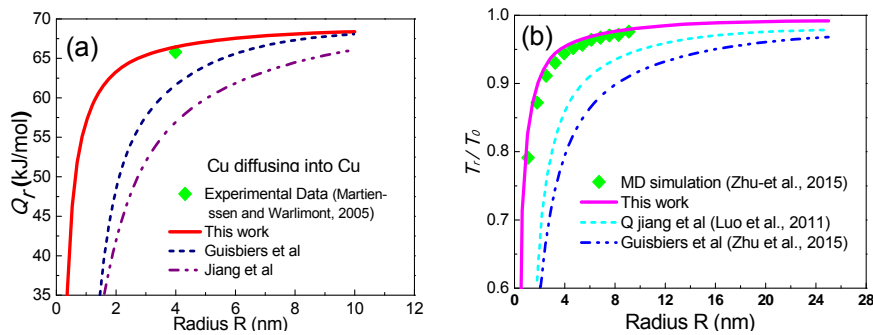 (a)
Qr (kJ/mol)
70
65
60
55
50
45
40
35
Cu diffusing into Cu
Experimental Data (Martien-
ssen and Warlimont, 2005)
This work
Guisbiers et al
Jiang et al
0 2 4 6 8 10 12
Radius R (nm)
(b)
Tr/ T0
1.0
0.9
0.8
0.7
0.6
MD simulation (Zhu-et al., 2015)
This work
Q jiang et al (Luo et al., 2011)
Guisbiers et al (Zhu et al., 2015)
0 4 8 12 16 20 24 28
Radius R (nm)